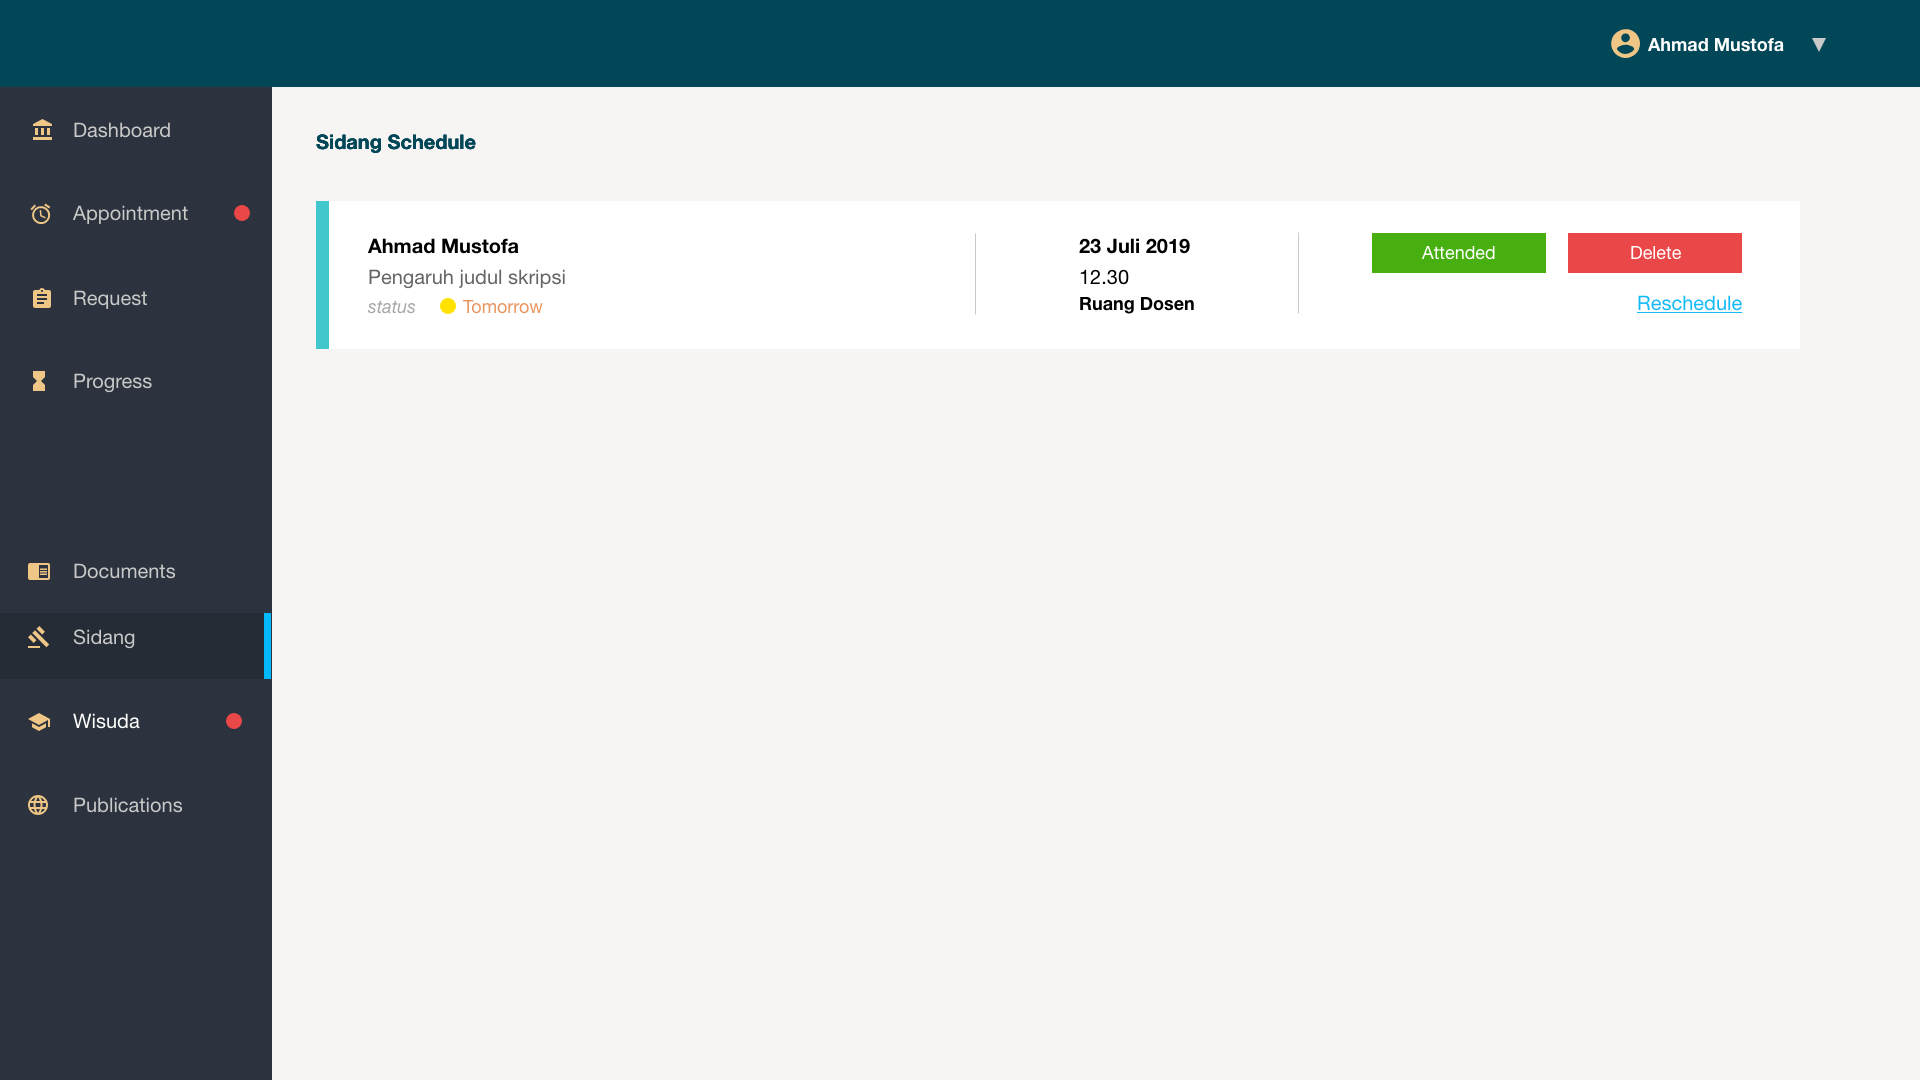 Ahmad Mustofa
Dashboard
Appointment
Request
Progress
Documents
Sidang
Wisuda
Publications
Sidang Schedule
Ahmad Mustofa
Pengaruh judul skripsi
status Tomorrow
23 Juli 2019
12.30
Ruang Dosen
Attended
Delete
Reschedule